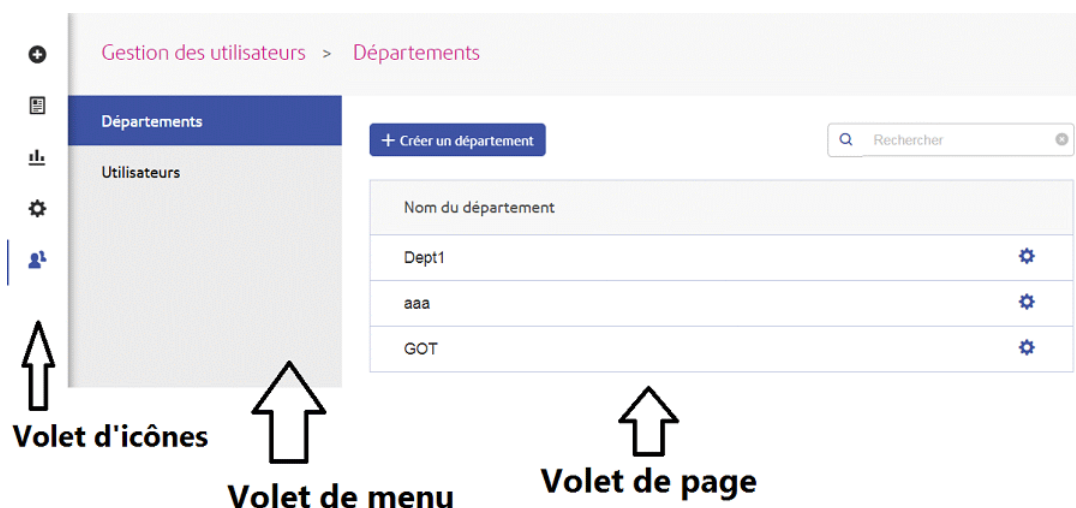 Gestion des utilisateurs > Départements
Départements
Utilisateurs
+ Créer un département
Rechercher
Nom du département
Dept1
aaa
GOT
Volet d'icônes
Volet de menu
Volet de page